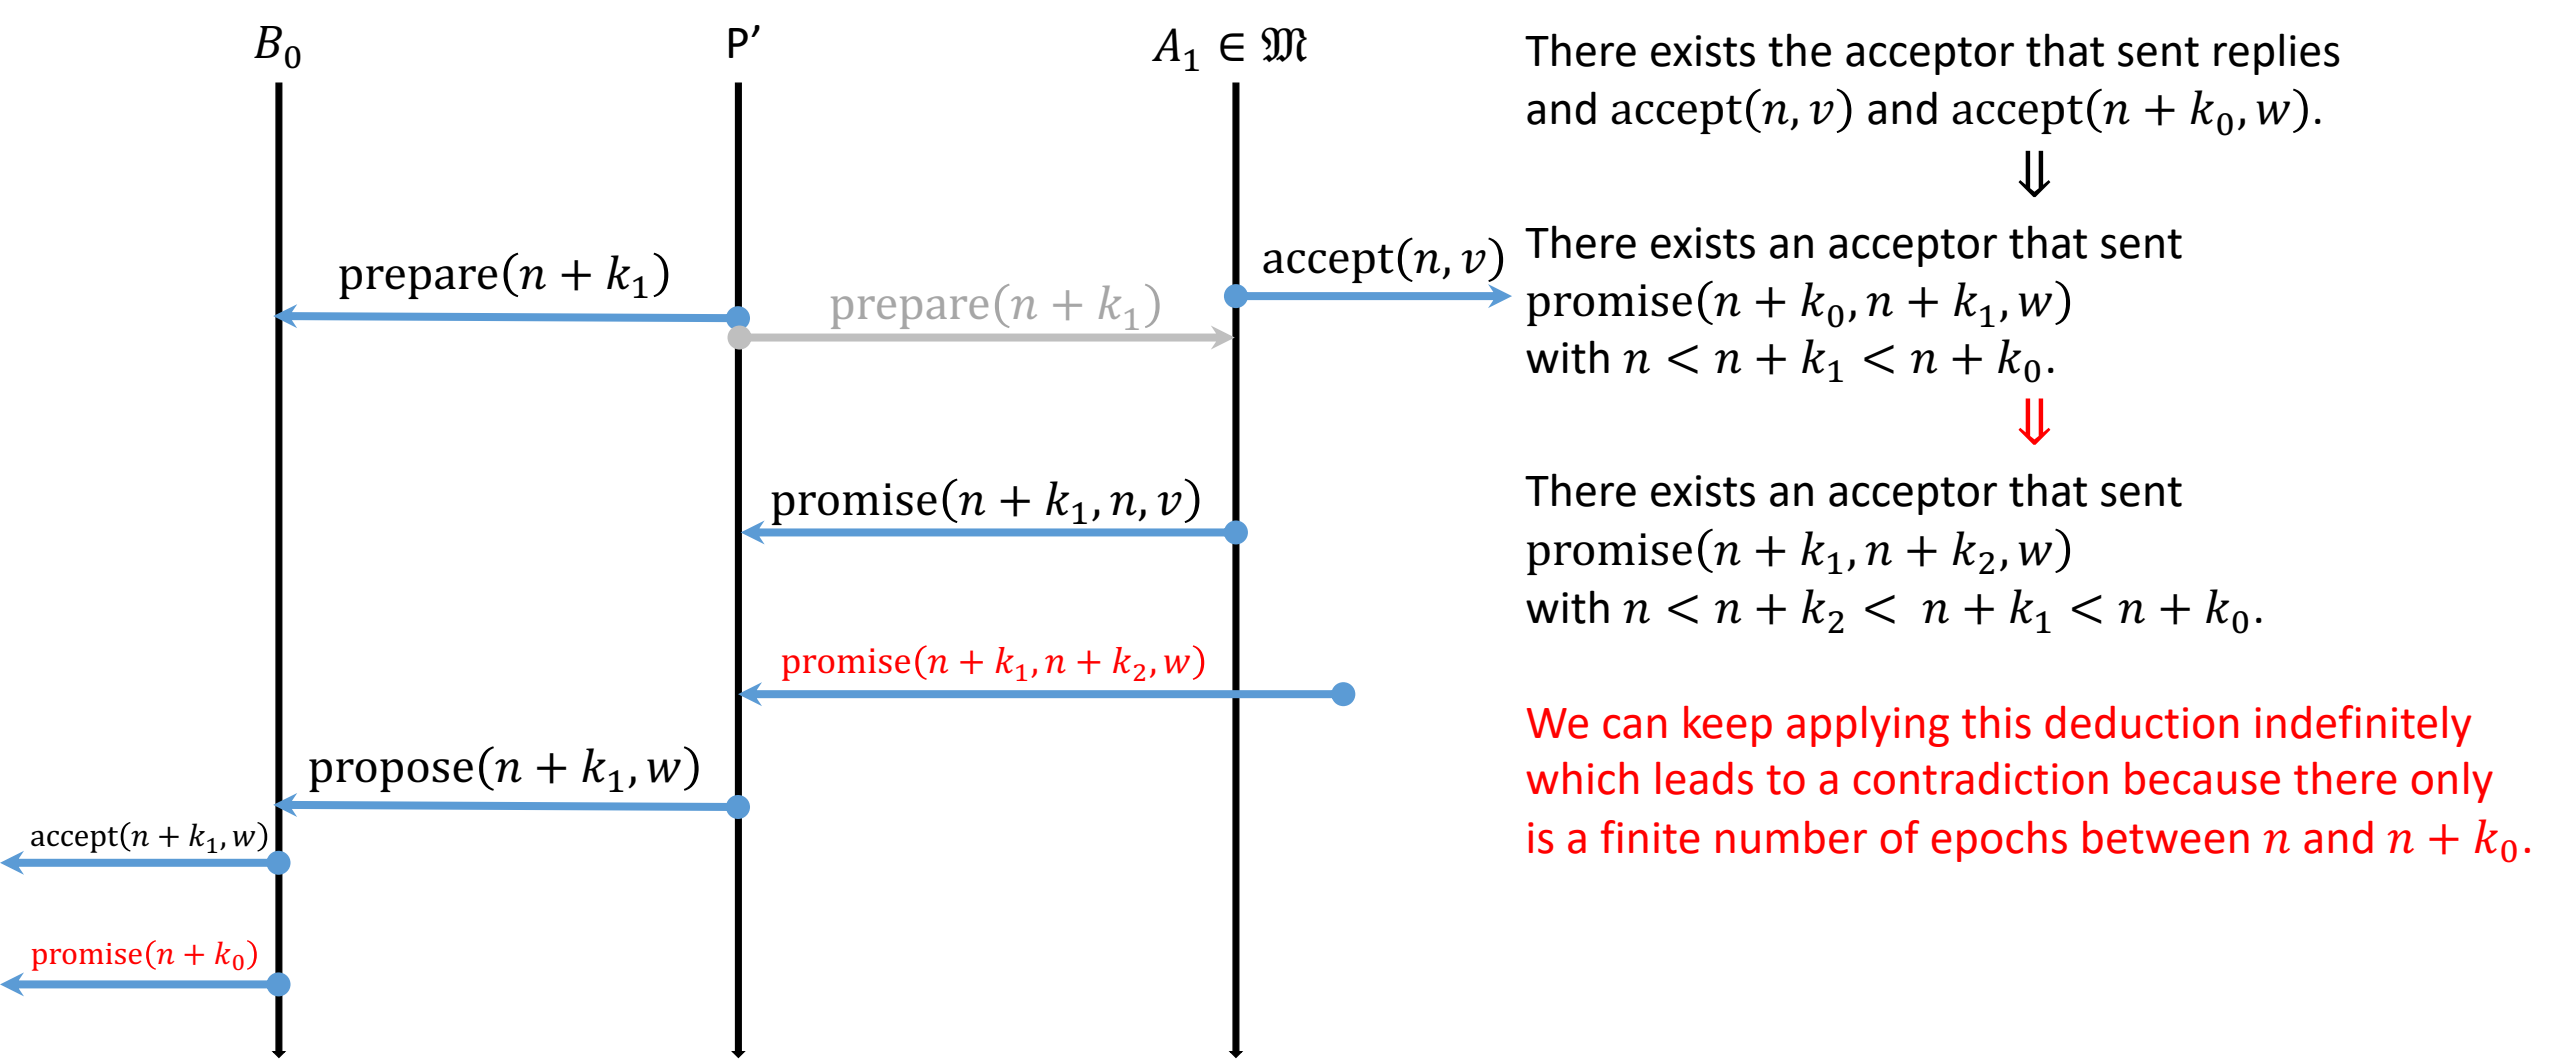 B₀
P’
A₁ ∈ 𝔐
prepare(n + k₁)
prepare(n + k₁)
accept(n, v)
promise(n + k₁, n, v)
promise(n + k₁, n + k₂, w)
propose(n + k₁, w)
accept(n + k₁, w)
promise(n + k₀)
There exists the acceptor that sent replies
and accept(n, v) and accept(n + k₀, w).
⇓
There exists an acceptor that sent
promise(n + k₀, n + k₁, w)
with n < n + k₁ < n + k₀.
⇓
There exists an acceptor that sent
promise(n + k₁, n + k₂, w)
with n < n + k₂ < n + k₁ < n + k₀.
We can keep applying this deduction indefinitely
which leads to a contradiction because there only
is a finite number of epochs between n and n + k₀.